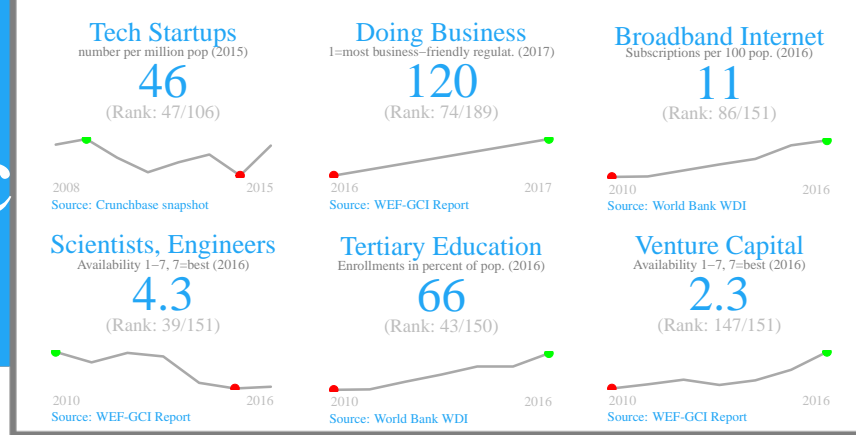 Tech Startups
number per million pop (2015)
46
(Rank: 47/106)
2008
2015
Source: Crunchbase snapshot
Doing Business
1=most business−friendly regulat. (2017)
120
(Rank: 74/189)
2016
2017
Source: WEF-GCI Report
Broadband Internet
Subscriptions per 100 pop. (2016)
11
(Rank: 86/151)
2010
2016
Source: World Bank WDI
Scientists, Engineers
Availability 1−7, 7=best (2016)
4.3
(Rank: 39/151)
2010
2016
Source: WEF-GCI Report
Tertiary Education
Enrollments in percent of pop. (2016)
66
(Rank: 43/150)
2010
2016
Source: World Bank WDI
Venture Capital
Availability 1−7, 7=best (2016)
2.3
(Rank: 147/151)
2010
2016
Source: WEF-GCI Report